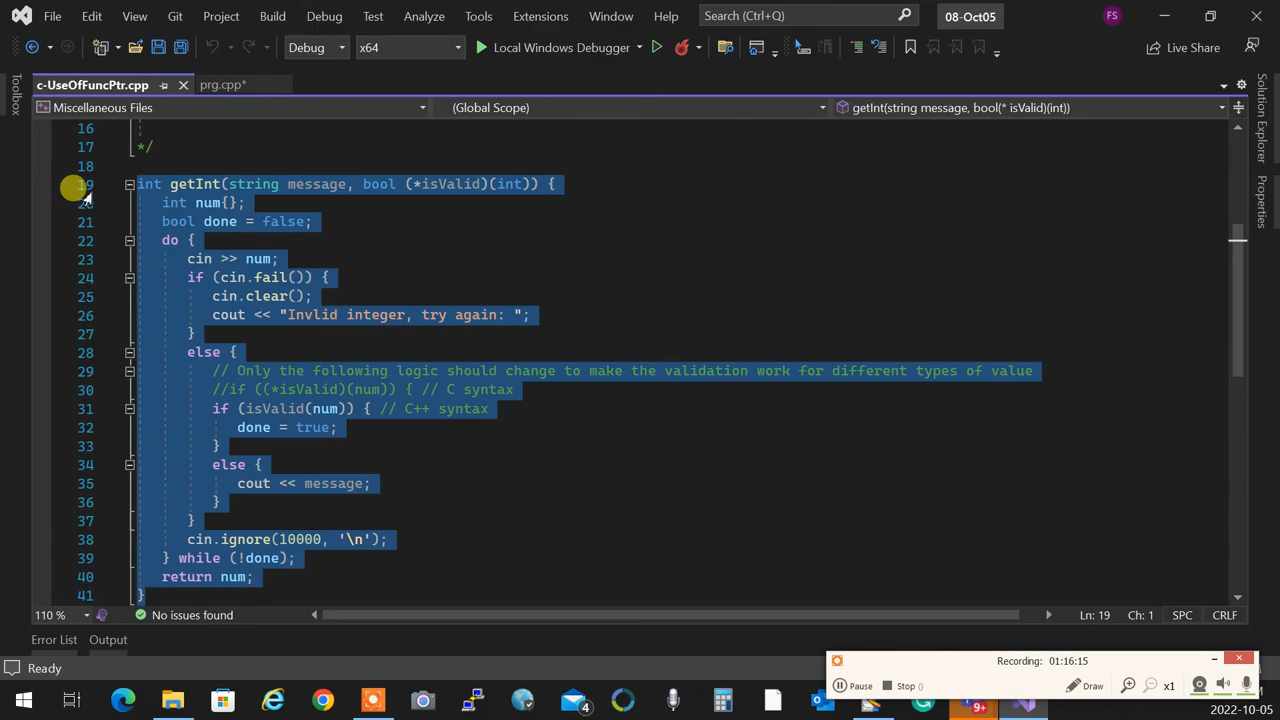 File Edit View Git Project Build Debug Test Analyze Tools Extensions Window Help Search (Ctrl+Q) 08-Oct05 FS
Debug x64 Local Windows Debugger Live Share
c-UseOfFuncPtr.cpp prg.cpp*
Miscellaneous Files (Global Scope) getInt(string message, bool(* isValid)(int))
Toolbox
Solution Explorer
Properties
16
17 */
18
19 int getInt(string message, bool (*isValid)(int)) {
20 int num{};
21 bool done = false;
22 do {
23 cin >> num;
24 if (cin.fail()) {
25 cin.clear();
26 cout << "Invlid integer, try again: ";
27 }
28 else {
29 // Only the following logic should change to make the validation work for different types of value
30 //if ((*isValid)(num)) { // C syntax
31 if (isValid(num)) { // C++ syntax
32 done = true;
33 }
34 else {
35 cout << message;
36 }
37 }
38 cin.ignore(10000, '\n');
39 } while (!done);
40 return num;
41 }
110 % No issues found Ln: 19 Ch: 1 SPC CRLF
Error List Output
Ready
Recording: 01:16:15
Pause Stop () Draw x1
4 9+
2022-10-05